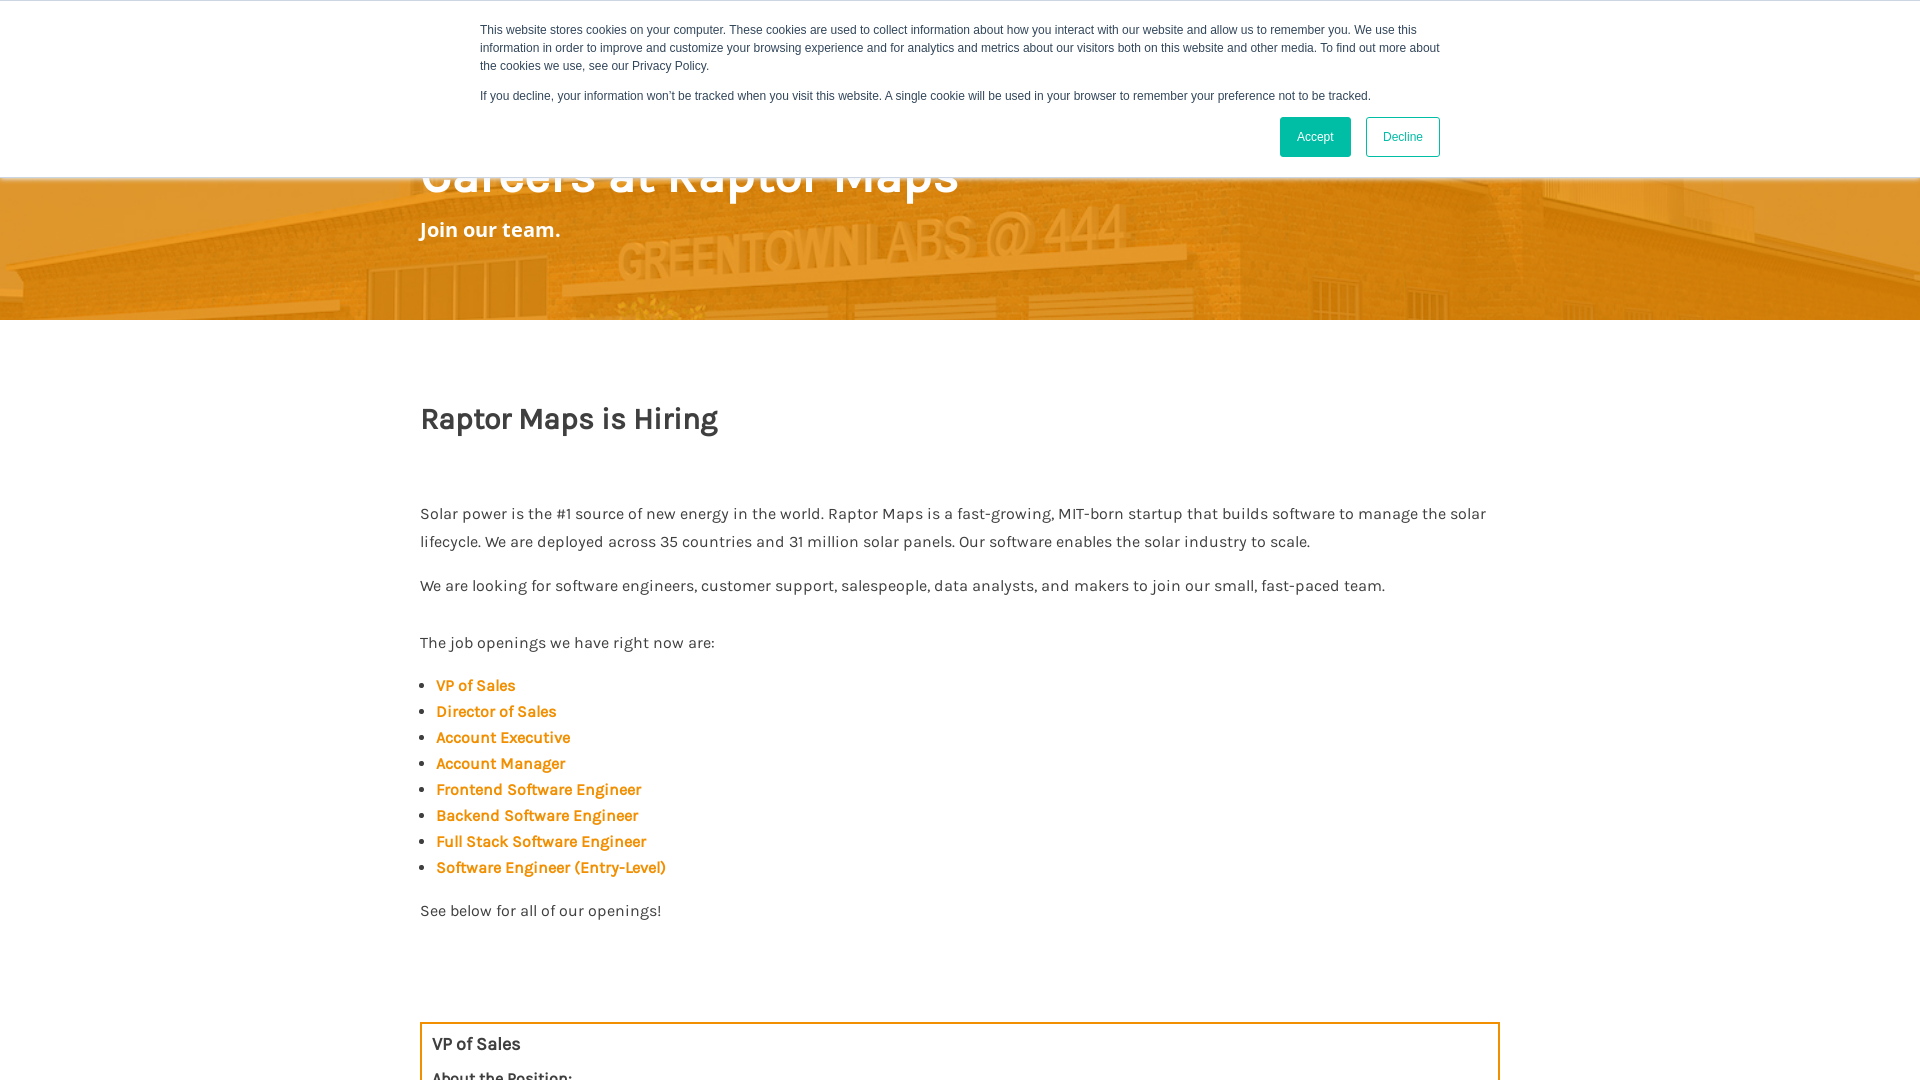 This website stores cookies on your computer. These cookies are used to collect information about how you interact with our website and allow us to remember you. We use this
information in order to improve and customize your browsing experience and for analytics and metrics about our visitors both on this website and other media. To find out more about
the cookies we use, see our Privacy Policy.
If you decline, your information won’t be tracked when you visit this website. A single cookie will be used in your browser to remember your preference not to be tracked.
Accept Decline
Careers at Raptor Maps
Join our team.
GREENTOWN LABS @ 444
Raptor Maps is Hiring
Solar power is the #1 source of new energy in the world. Raptor Maps is a fast-growing, MIT-born startup that builds software to manage the solar
lifecycle. We are deployed across 35 countries and 31 million solar panels. Our software enables the solar industry to scale.
We are looking for software engineers, customer support, salespeople, data analysts, and makers to join our small, fast-paced team.
The job openings we have right now are:
VP of Sales
Director of Sales
Account Executive
Account Manager
Frontend Software Engineer
Backend Software Engineer
Full Stack Software Engineer
Software Engineer (Entry-Level)
See below for all of our openings!
VP of Sales
About the Position: